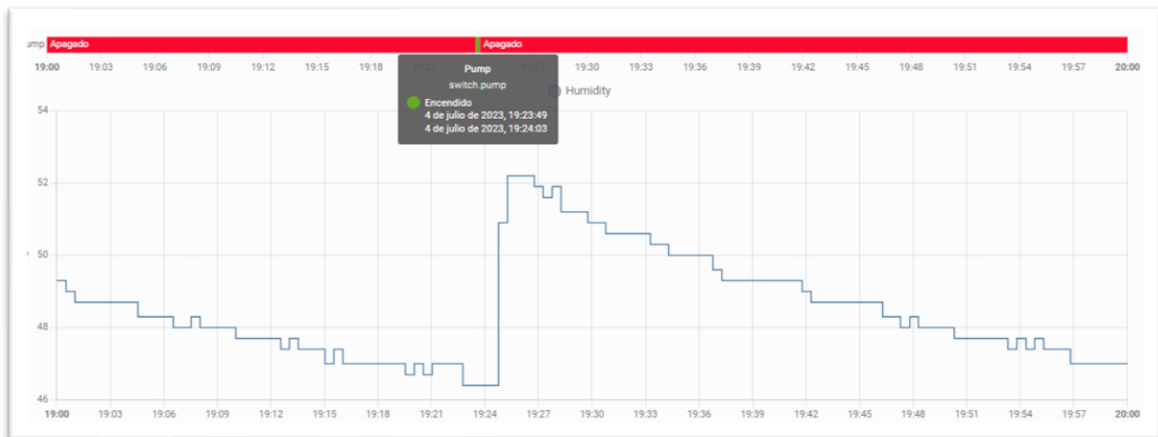 ump Apagado Apagado
19:00 19:03 19:06 19:09 19:12 19:15 19:18 19:30 19:33 19:36 19:39 19:42 19:45 19:48 19:51 19:54 19:57 20:00
Pump
switch.pump
Humidity
Encendido
4 de julio de 2023, 19:23:49
4 de julio de 2023, 19:24:03
54
52
50
48
46
19:00 19:03 19:06 19:09 19:12 19:15 19:18 19:21 19:24 19:27 19:30 19:33 19:36 19:39 19:42 19:45 19:48 19:51 19:54 19:57 20:00